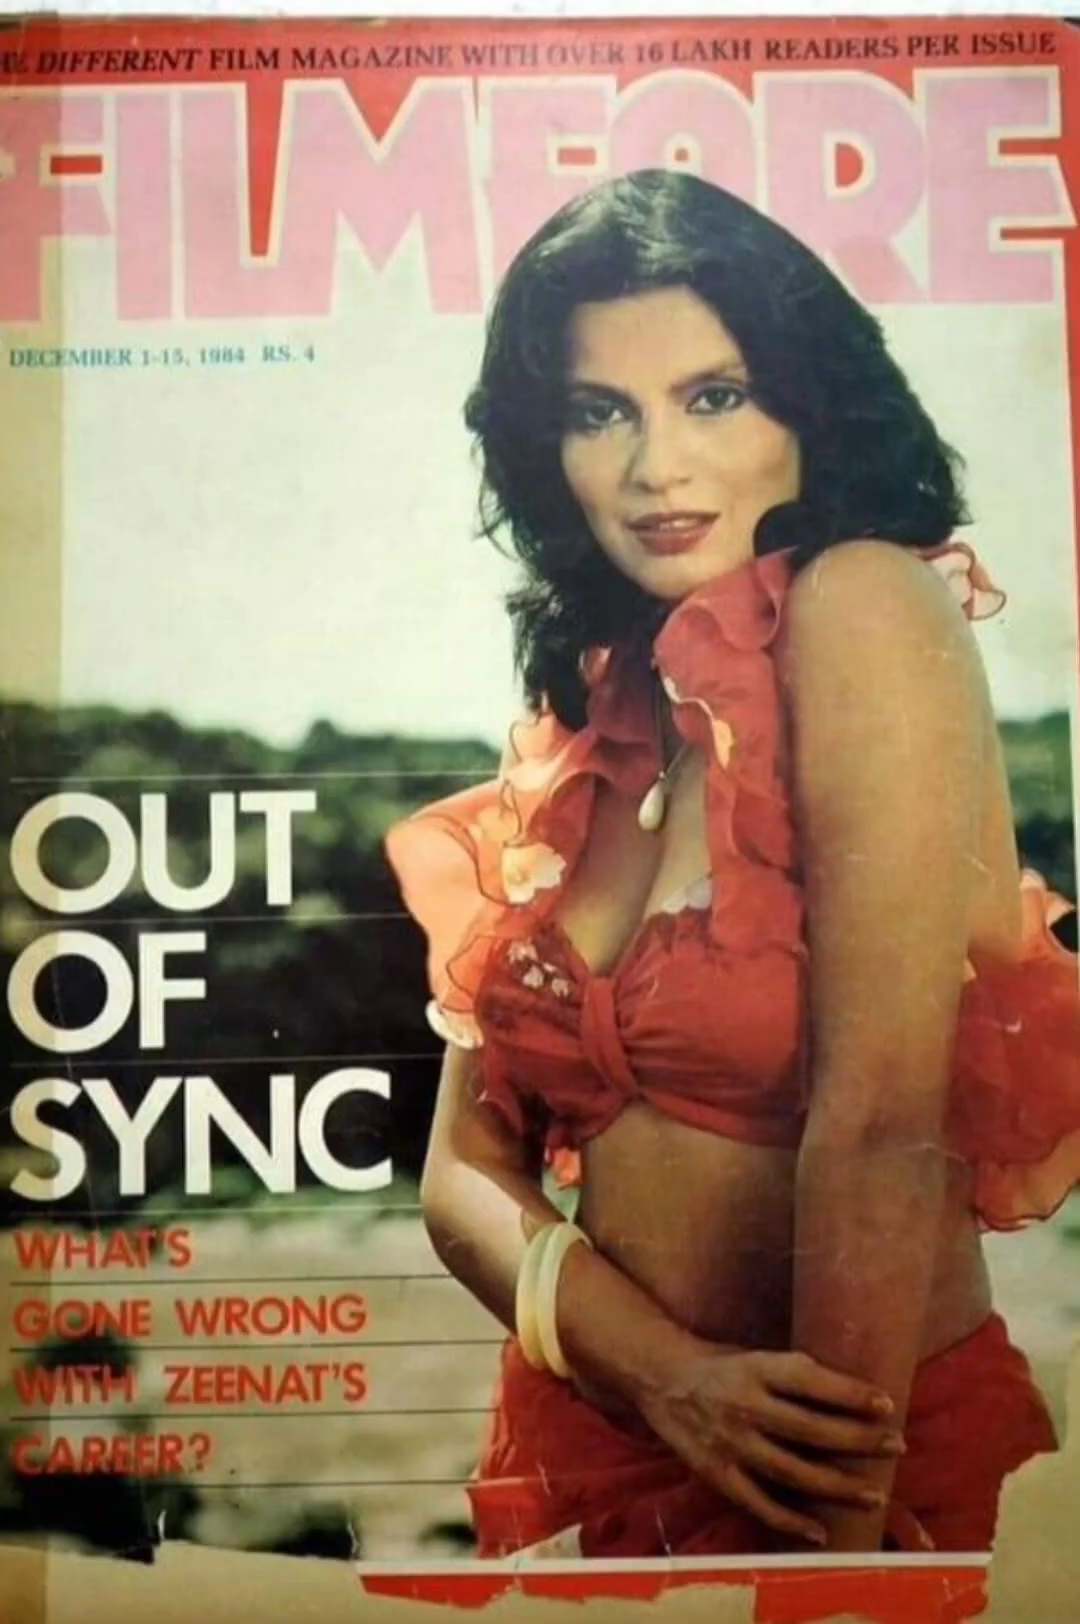 DIFFERENT FILM MAGAZINE WITH OVER 16 LAKH READERS PER ISSUE
FILMFORE
DECEMBER 1-15, 1984 RS. 4
OUT
OF
SYNC
WHAT'S
GONE WRONG
WITH ZEENAT'S
CAREER?